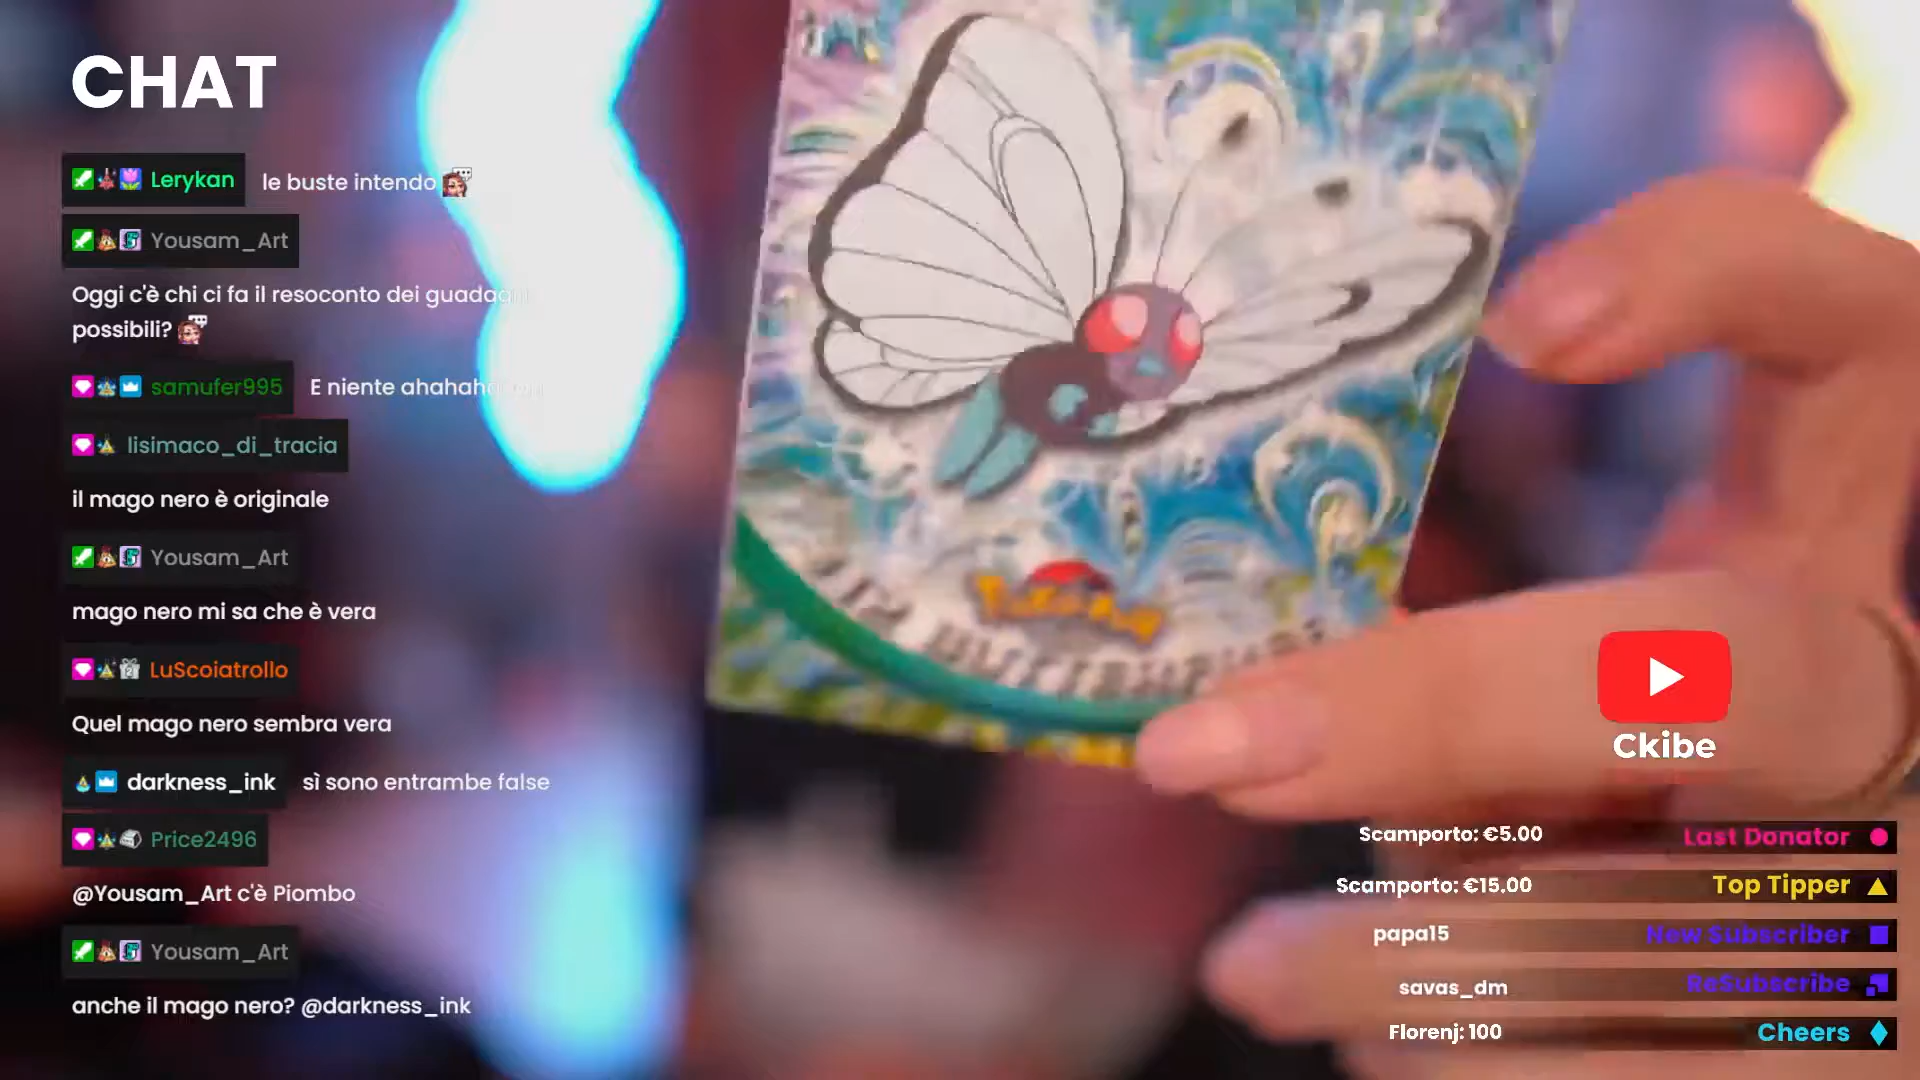 CHAT
Lerykan le buste intendo
Yousam_Art
Oggi c'è chi ci fa il resoconto dei
possibili?
samufer995 E niente
lisimaco_di_tracia
il mago nero è originale
Yousam_Art
mago nero mi sa che è vera
LuScoiatrollo
Quel mago nero sembra vera
darkness_ink sì sono entrambe false
Price2496
@Yousam_Art c'è Piombo
Yousam_Art
anche il mago nero? @darkness_ink
Pokémon
Ckibe
Scamporto: €5.00 Last Donator
Scamporto: €15.00 Top Tipper
papa15 New Subscriber
savas_dm ReSubscribe
Florenj: 100 Cheers